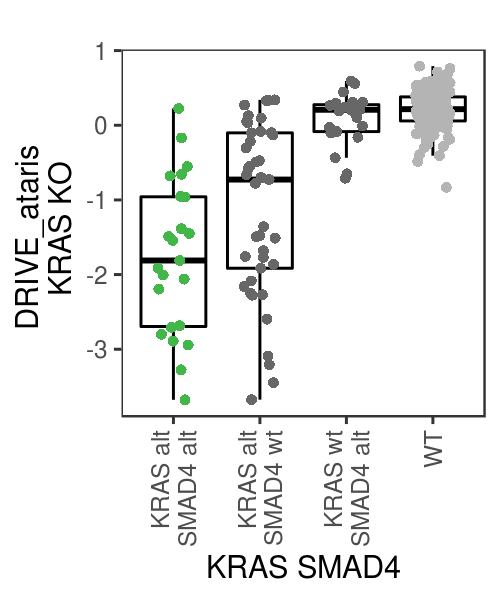 DRIVE_ataris
KRAS KO
1
0
-1
-2
-3
KRAS alt
SMAD4 alt
KRAS alt
SMAD4 wt
KRAS wt
SMAD4 alt
WT
KRAS SMAD4